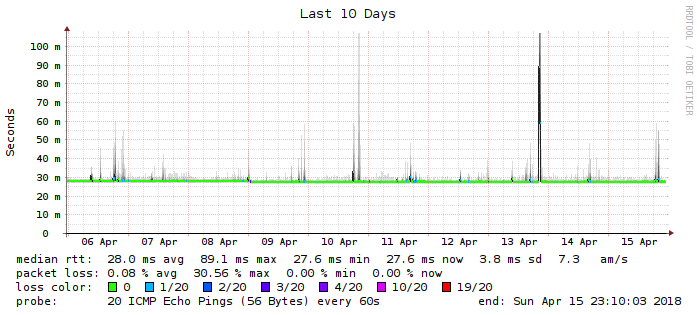 Last 10 Days
RRDTOOL / TOBI OETIKER
Seconds
100 m
90 m
80 m
70 m
60 m
50 m
40 m
30 m
20 m
10 m
0
06 Apr 07 Apr 08 Apr 09 Apr 10 Apr 11 Apr 12 Apr 13 Apr 14 Apr 15 Apr
median rtt: 28.0 ms avg 89.1 ms max 27.6 ms min 27.6 ms now 3.8 ms sd 7.3 am/s
packet loss: 0.08 % avg 30.56 % max 0.00 % min 0.00 % now
loss color: 0 1/20 2/20 3/20 4/20 10/20 19/20
probe: 20 ICMP Echo Pings (56 Bytes) every 60s end: Sun Apr 15 23:10:03 2018